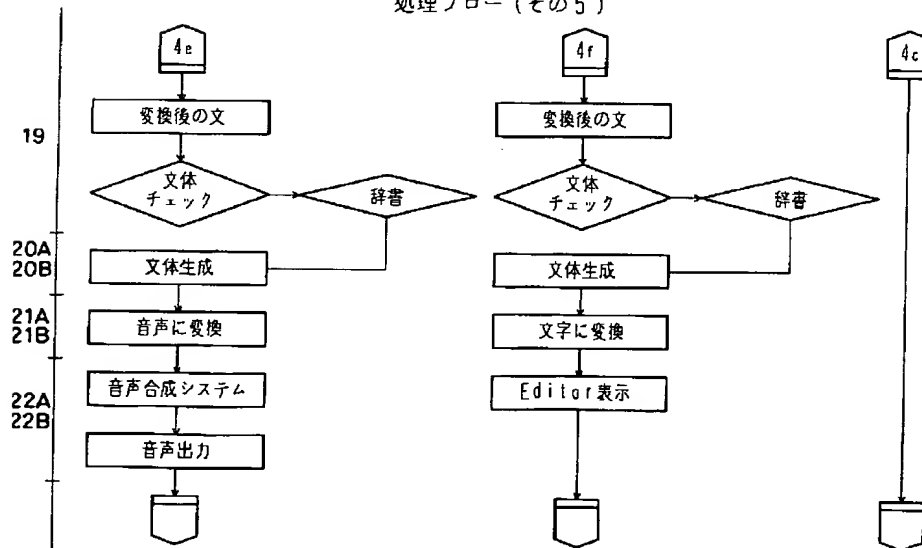 処理フロー(その5)
4e
4f
4c
19
変換後の文
変換後の文
文体
チェック
辞書
文体
チェック
辞書
20A
20B
文体生成
文体生成
21A
21B
音声に変換
文字に変換
22A
22B
音声合成システム
Editor表示
音声出力